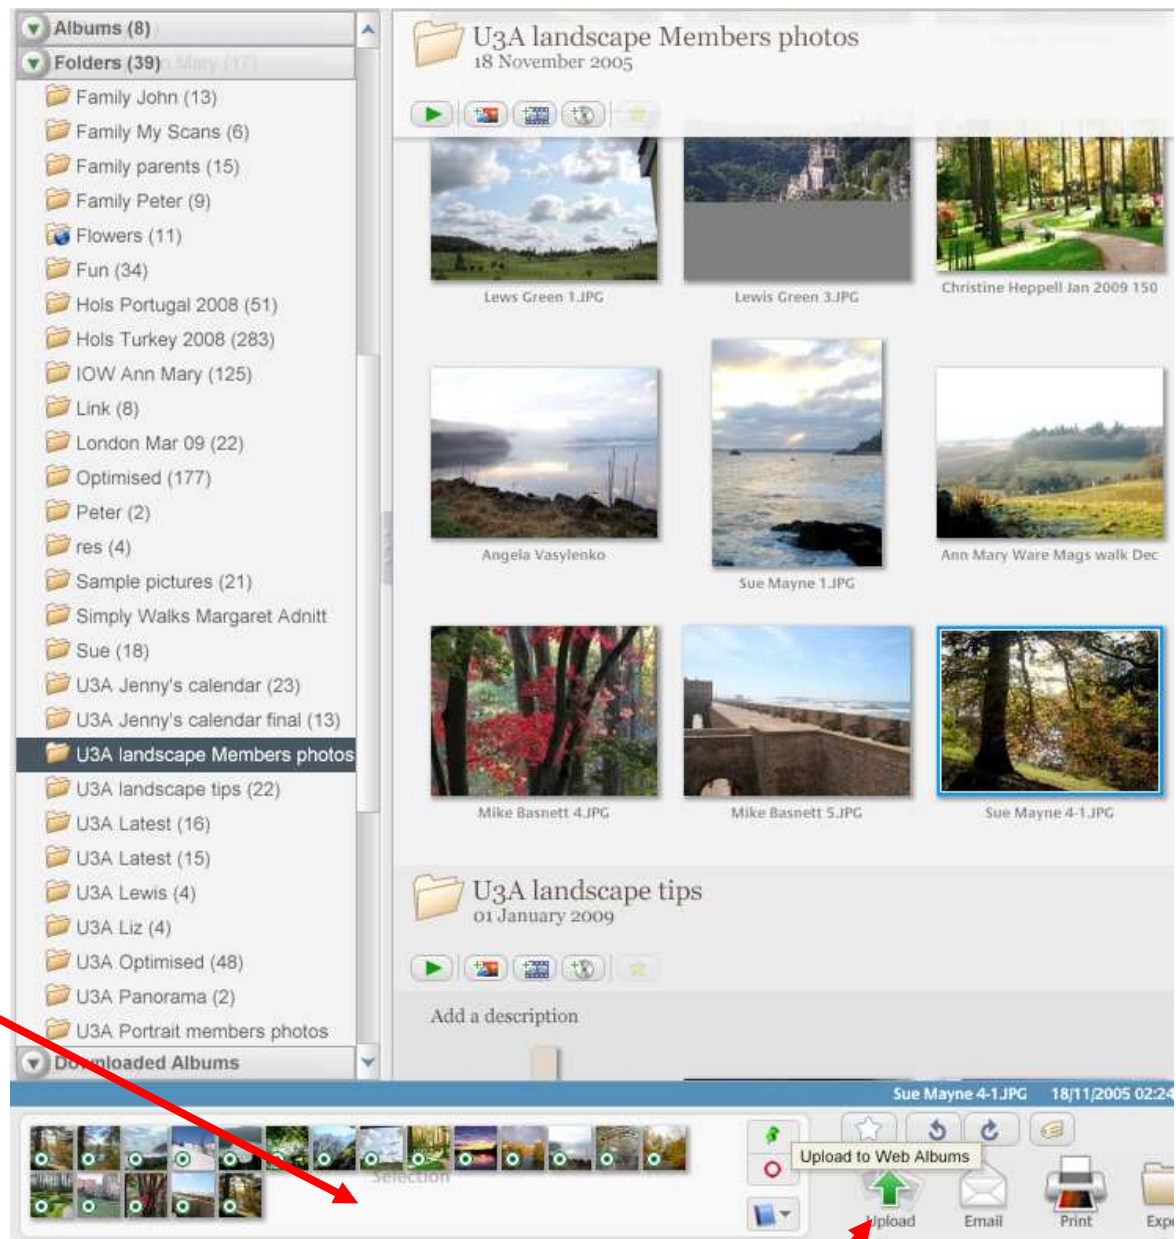 Albums (8)
Folders (39)
Family John (13)
Family My Scans (6)
Family parents (15)
Family Peter (9)
Flowers (11)
Fun (34)
Hols Portugal 2008 (51)
Hols Turkey 2008 (283)
IOW Ann Mary (125)
Link (8)
London Mar 09 (22)
Optimised (177)
Peter (2)
res (4)
Sample pictures (21)
Simply Walks Margaret Adnitt
Sue (18)
U3A Jenny's calendar (23)
U3A Jenny's calendar final (13)
U3A landscape Members photos
U3A landscape tips (22)
U3A Latest (16)
U3A Latest (15)
U3A Lewis (4)
U3A Liz (4)
U3A Optimised (48)
U3A Panorama (2)
U3A Portrait members photos
Downloaded Albums
U3A landscape Members photos
18 November 2005
Lews Green 1.JPG
Lewis Green 3.JPG
Christine Heppell Jan 2009 150
Angela Vasylenko
Sue Mayne 1.JPG
Ann Mary Ware Mags walk Dec
Mike Basnett 4.JPG
Mike Basnett 5.JPG
Sue Mayne 4-1.JPG
U3A landscape tips
01 January 2009
Add a description
Sue Mayne 4-1.JPG 18/11/2005 02:24
Selection
Upload to Web Albums
Upload
Email
Print
Expo